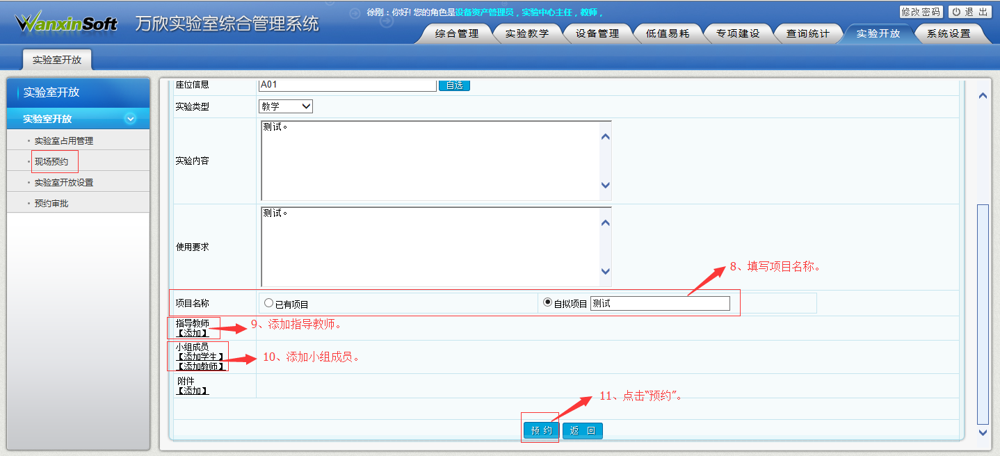 WanxinSoft 万欣实验室综合管理系统
徐刚：你好! 您的角色是设备资产管理员，实验中心主任，教师，
修改密码 退 出
综合管理 实验教学 设备管理 低值易耗 专项建设 查询统计 实验开放 系统设置
实验室开放
实验室开放
实验室开放
· 实验室占用管理
· 现场预约
· 实验室开放设置
· 预约审批
座位信息 A01 自选
实验类型 教学
实验内容 测试。
使用要求 测试。
8、填写项目名称。
项目名称 已有项目 自拟项目 测试
指导教师
【添加】
9、添加指导教师。
小组成员
【添加学生】
【添加教师】
10、添加小组成员。
附件
【添加】
11、点击“预约”。
预 约 返 回